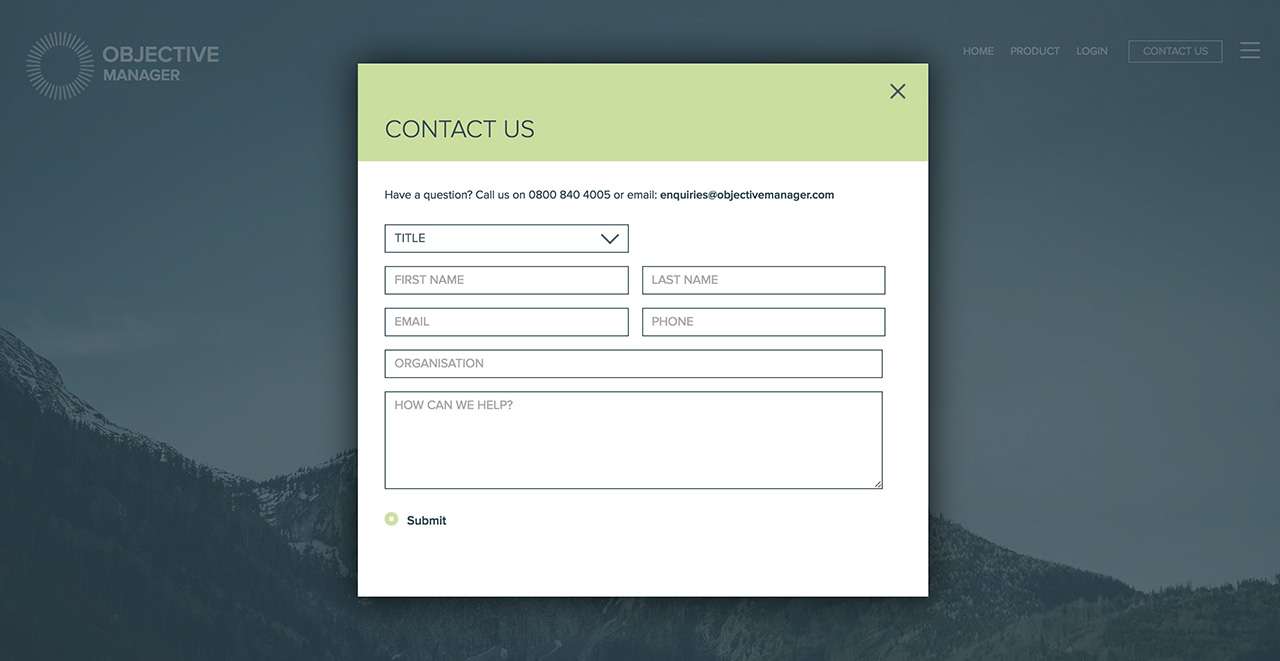 OBJECTIVE
MANAGER
HOME PRODUCT LOGIN CONTACT US
CONTACT US
Have a question? Call us on 0800 840 4005 or email: enquiries@objectivemanager.com
TITLE
FIRST NAME LAST NAME
EMAIL PHONE
ORGANISATION
HOW CAN WE HELP?
Submit